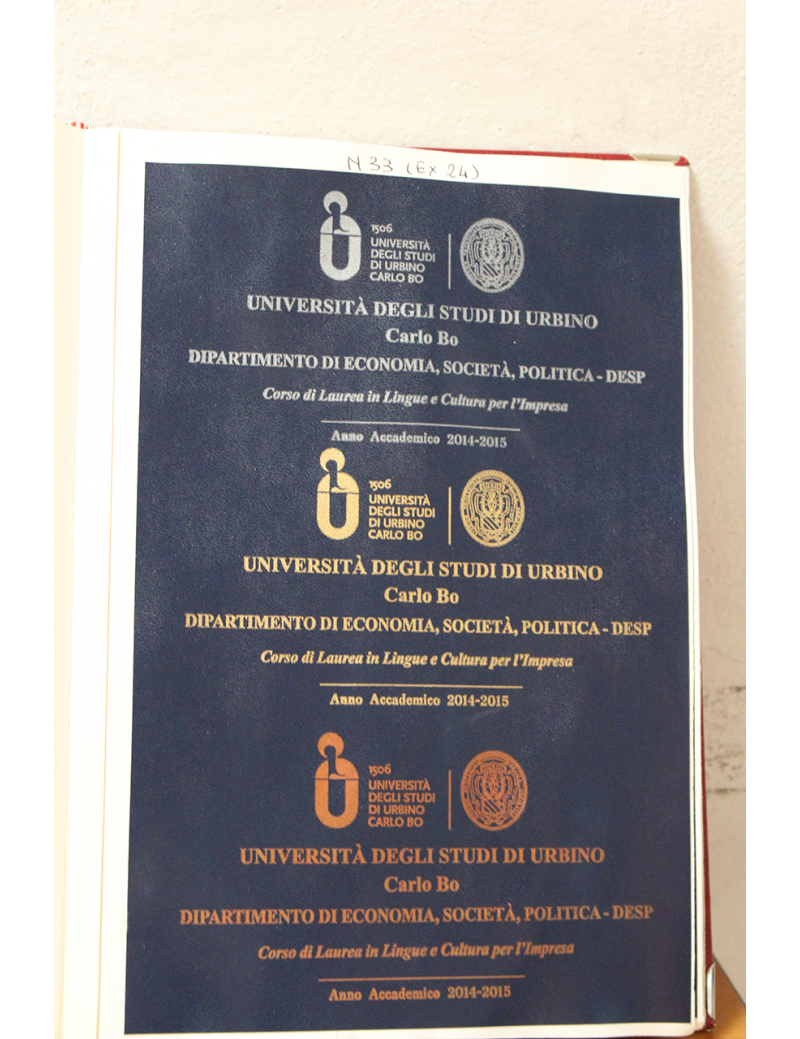 N 33 (Ex 24)
1506
UNIVERSITÀ
DEGLI STUDI
DI URBINO
CARLO BO
UNIVERSITÀ DEGLI STUDI DI URBINO
Carlo Bo
DIPARTIMENTO DI ECONOMIA, SOCIETÀ, POLITICA - DESP
Corso di Laurea in Lingue e Cultura per l'Impresa
Anno Accademico 2014-2015
1506
UNIVERSITÀ
DEGLI STUDI
DI URBINO
CARLO BO
UNIVERSITÀ DEGLI STUDI DI URBINO
Carlo Bo
DIPARTIMENTO DI ECONOMIA, SOCIETÀ, POLITICA - DESP
Corso di Laurea in Lingue e Cultura per l'Impresa
Anno Accademico 2014-2015
1506
UNIVERSITÀ
DEGLI STUDI
DI URBINO
CARLO BO
UNIVERSITÀ DEGLI STUDI DI URBINO
Carlo Bo
DIPARTIMENTO DI ECONOMIA, SOCIETÀ, POLITICA - DESP
Corso di Laurea in Lingue e Cultura per l'Impresa
Anno Accademico 2014-2015